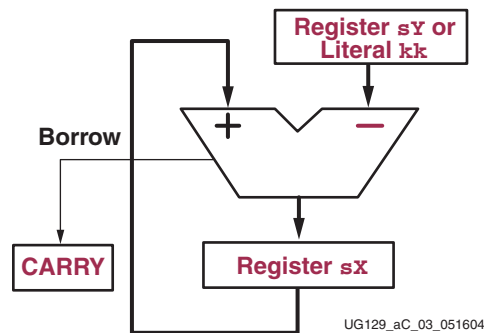 Register sY or
Literal kk
+
−
Borrow
CARRY
Register sX
UG129_aC_03_051604